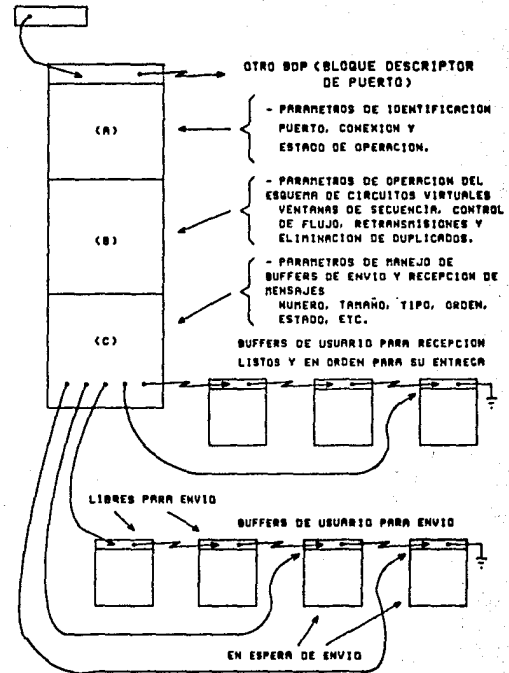 OTRO BDP (BLOQUE DESCRIPTOR
DE PUERTO)
(A)
- PARAMETROS DE IDENTIFICACION
PUERTO, CONEXION Y
ESTADO DE OPERACION.
(B)
- PARAMETROS DE OPERACION DEL
ESQUEMA DE CIRCUITOS VIRTUALES
VENTANAS DE SECUENCIA, CONTROL
DE FLUJO, RETRANSMISIONES Y
ELIMINACION DE DUPLICADOS.
(C)
- PARAMETROS DE MANEJO DE
BUFFERS DE ENVIO Y RECEPCION DE
MENSAJES
NUMERO, TAMAÑO, TIPO, ORDEN,
ESTADO, ETC.
BUFFERS DE USUARIO PARA RECEPCION
LISTOS Y EN ORDEN PARA SU ENTREGA
LIBRES PARA ENVIO
BUFFERS DE USUARIO PARA ENVIO
EN ESPERA DE ENVIO